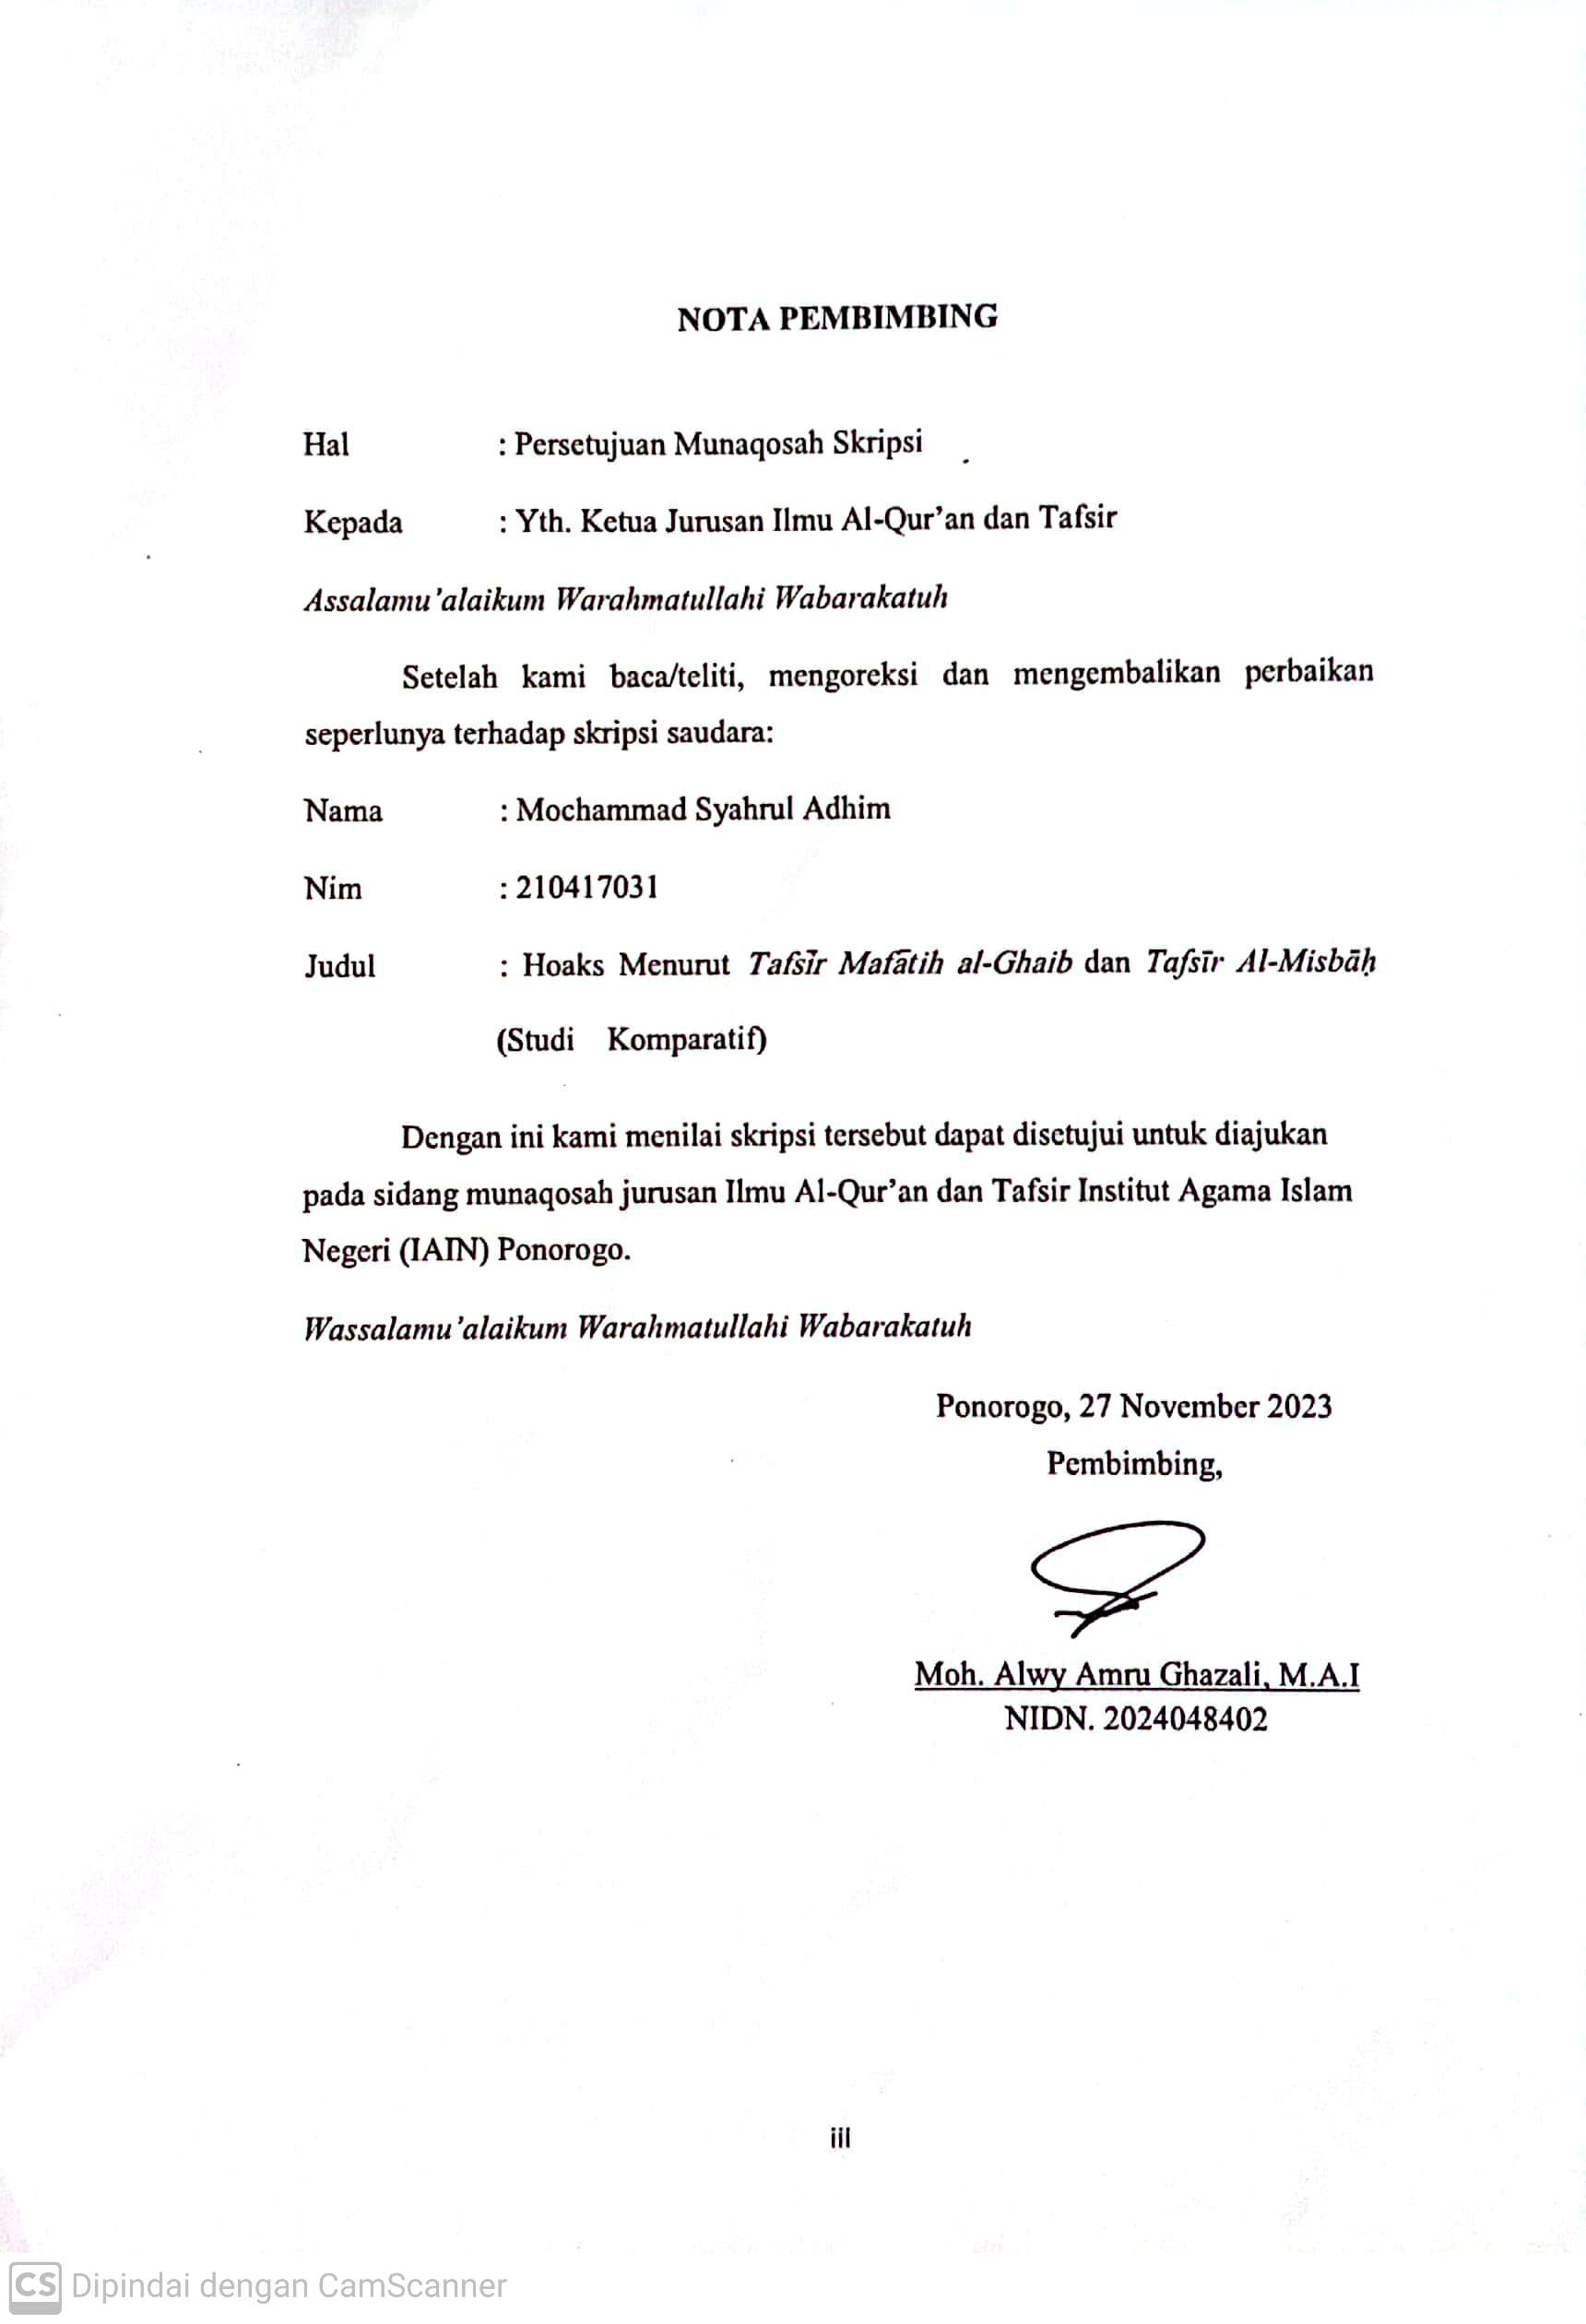 NOTA PEMBIMBING
Hal : Persetujuan Munaqosah Skripsi
Kepada : Yth. Ketua Jurusan Ilmu Al-Qur’an dan Tafsir
Assalamu’alaikum Warahmatullahi Wabarakatuh
Setelah kami baca/teliti, mengoreksi dan mengembalikan perbaikan
seperlunya terhadap skripsi saudara:
Nama : Mochammad Syahrul Adhim
Nim : 210417031
Judul : Hoaks Menurut Tafsīr Mafātih al-Ghaib dan Tafsīr Al-Misbāḥ
(Studi Komparatif)
Dengan ini kami menilai skripsi tersebut dapat disetujui untuk diajukan
pada sidang munaqosah jurusan Ilmu Al-Qur’an dan Tafsir Institut Agama Islam
Negeri (IAIN) Ponorogo.
Wassalamu’alaikum Warahmatullahi Wabarakatuh
Ponorogo, 27 November 2023
Pembimbing,
Moh. Alwy Amru Ghazali, M.A.I
NIDN. 2024048402
iii
CS Dipindai dengan CamScanner